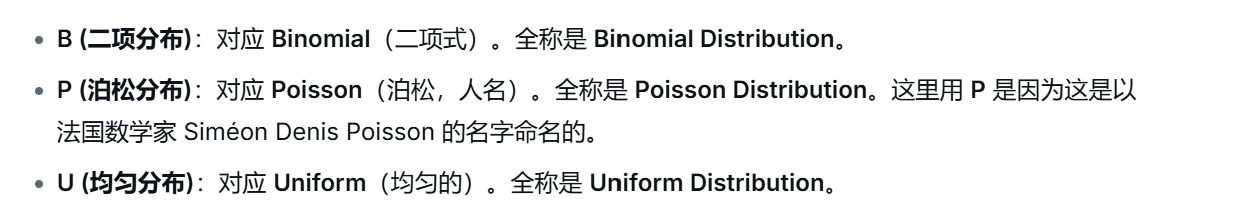 • B (二项分布)：对应 Binomial（二项式）。全称是 Binomial Distribution。
• P (泊松分布)：对应 Poisson（泊松，人名）。全称是 Poisson Distribution。这里用 P 是因为这是以
法国数学家 Siméon Denis Poisson 的名字命名的。
• U (均匀分布)：对应 Uniform（均匀的）。全称是 Uniform Distribution。